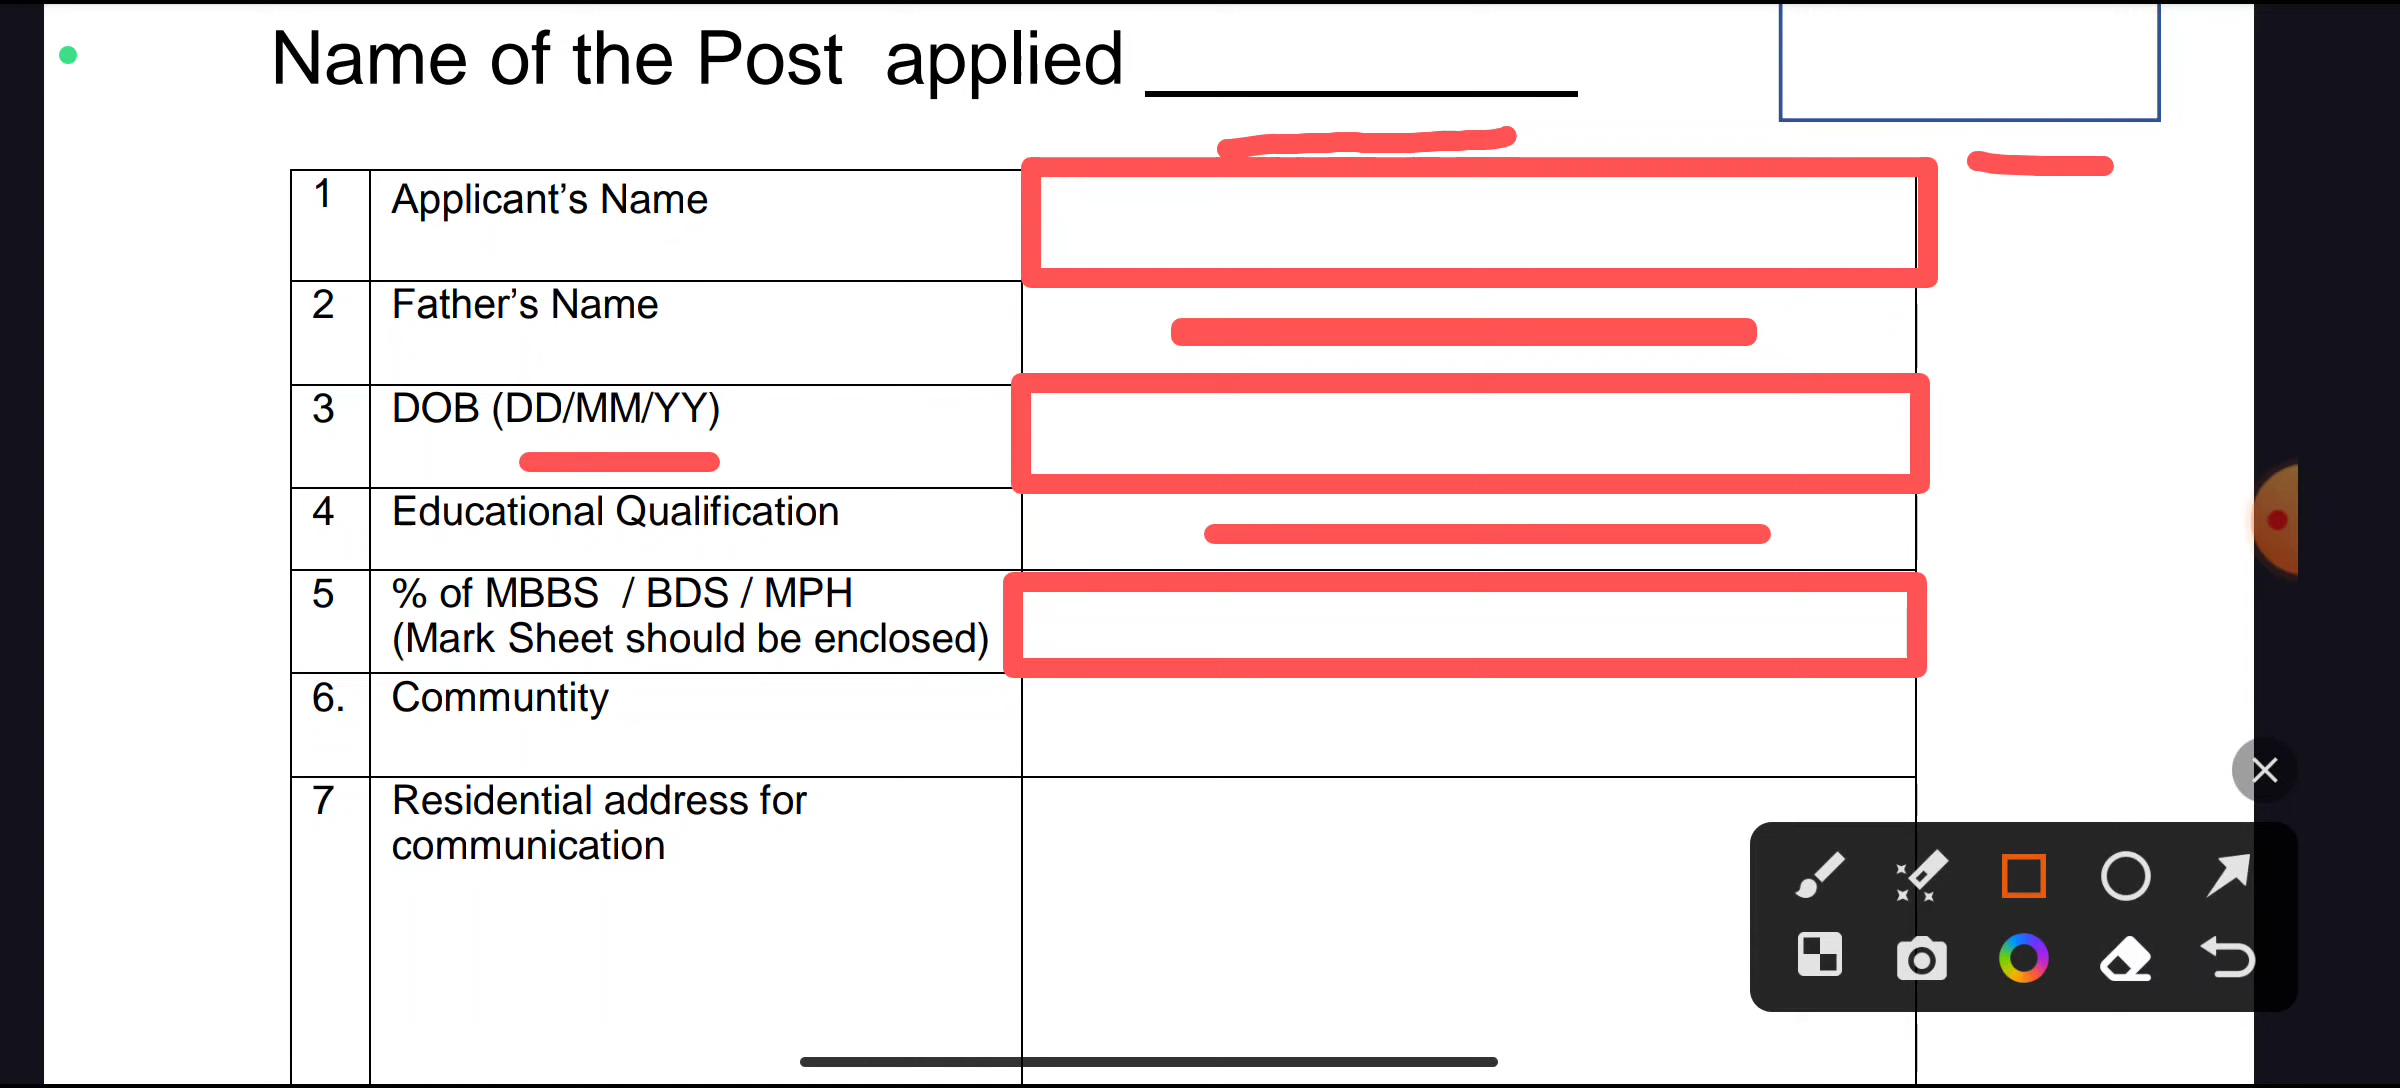 Name of the Post  applied ____________
1 Applicant’s Name
2 Father’s Name
3 DOB (DD/MM/YY)
4 Educational Qualification
5 % of MBBS  / BDS / MPH
(Mark Sheet should be enclosed)
6. Communtity
7 Residential address for
communication